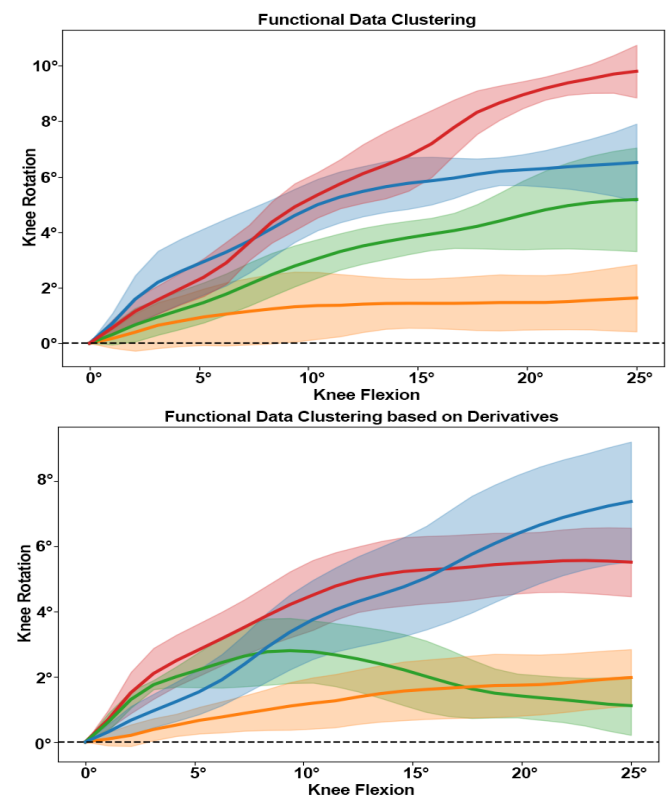 Functional Data Clustering
10°
8°
6°
4°
2°
0°
Knee Rotation
0° 5° 10° 15° 20° 25°
Knee Flexion
Functional Data Clustering based on Derivatives
8°
6°
4°
2°
0°
Knee Rotation
0° 5° 10° 15° 20° 25°
Knee Flexion